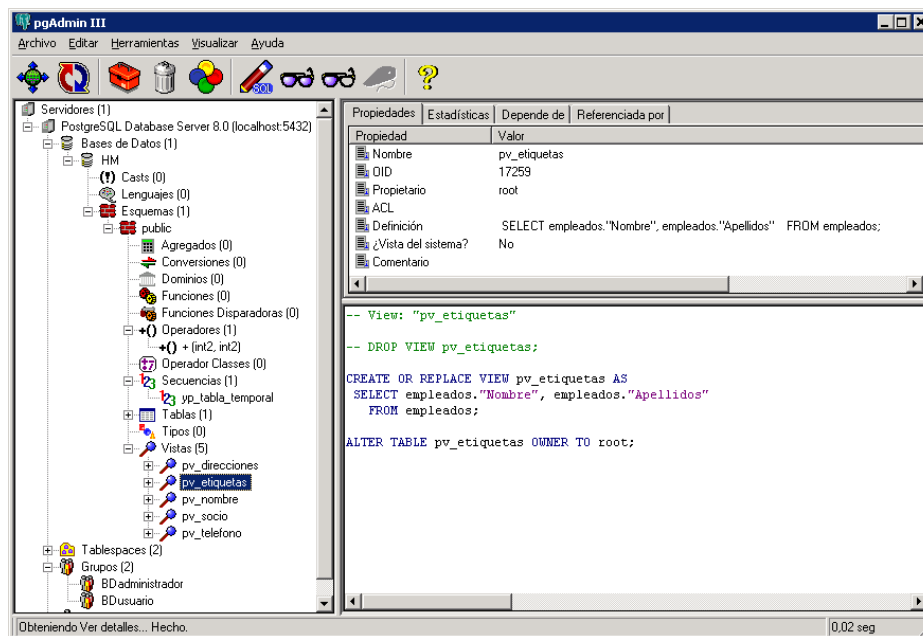 pgAdmin III
Archivo Editar Herramientas Visualizar Ayuda
SQL
Servidores (1)
PostgreSQL Database Server 8.0 (localhost:5432)
Bases de Datos (1)
HM
Casts (0)
Lenguajes (0)
Esquemas (1)
public
Agregados (0)
Conversiones (0)
Dominios (0)
Funciones (0)
Funciones Disparadoras (0)
Operadores (1)
+ (int2, int2)
Operador Classes (0)
Secuencias (1)
yp_tabla_temporal
Tablas (1)
Tipos (0)
Vistas (5)
pv_direcciones
pv_etiquetas
pv_nombre
pv_socio
pv_telefono
Tablespaces (2)
Grupos (2)
BDadministrador
BDusuario
Propiedades Estadísticas Depende de Referenciada por
Propiedad Valor
Nombre pv_etiquetas
OID 17259
Propietario root
ACL
Definición SELECT empleados."Nombre", empleados."Apellidos" FROM empleados;
¿Vista del sistema? No
Comentario
-- View: "pv_etiquetas"
-- DROP VIEW pv_etiquetas;
CREATE OR REPLACE VIEW pv_etiquetas AS
SELECT empleados."Nombre", empleados."Apellidos"
FROM empleados;
ALTER TABLE pv_etiquetas OWNER TO root;
Obteniendo Ver detalles... Hecho. 0,02 seg